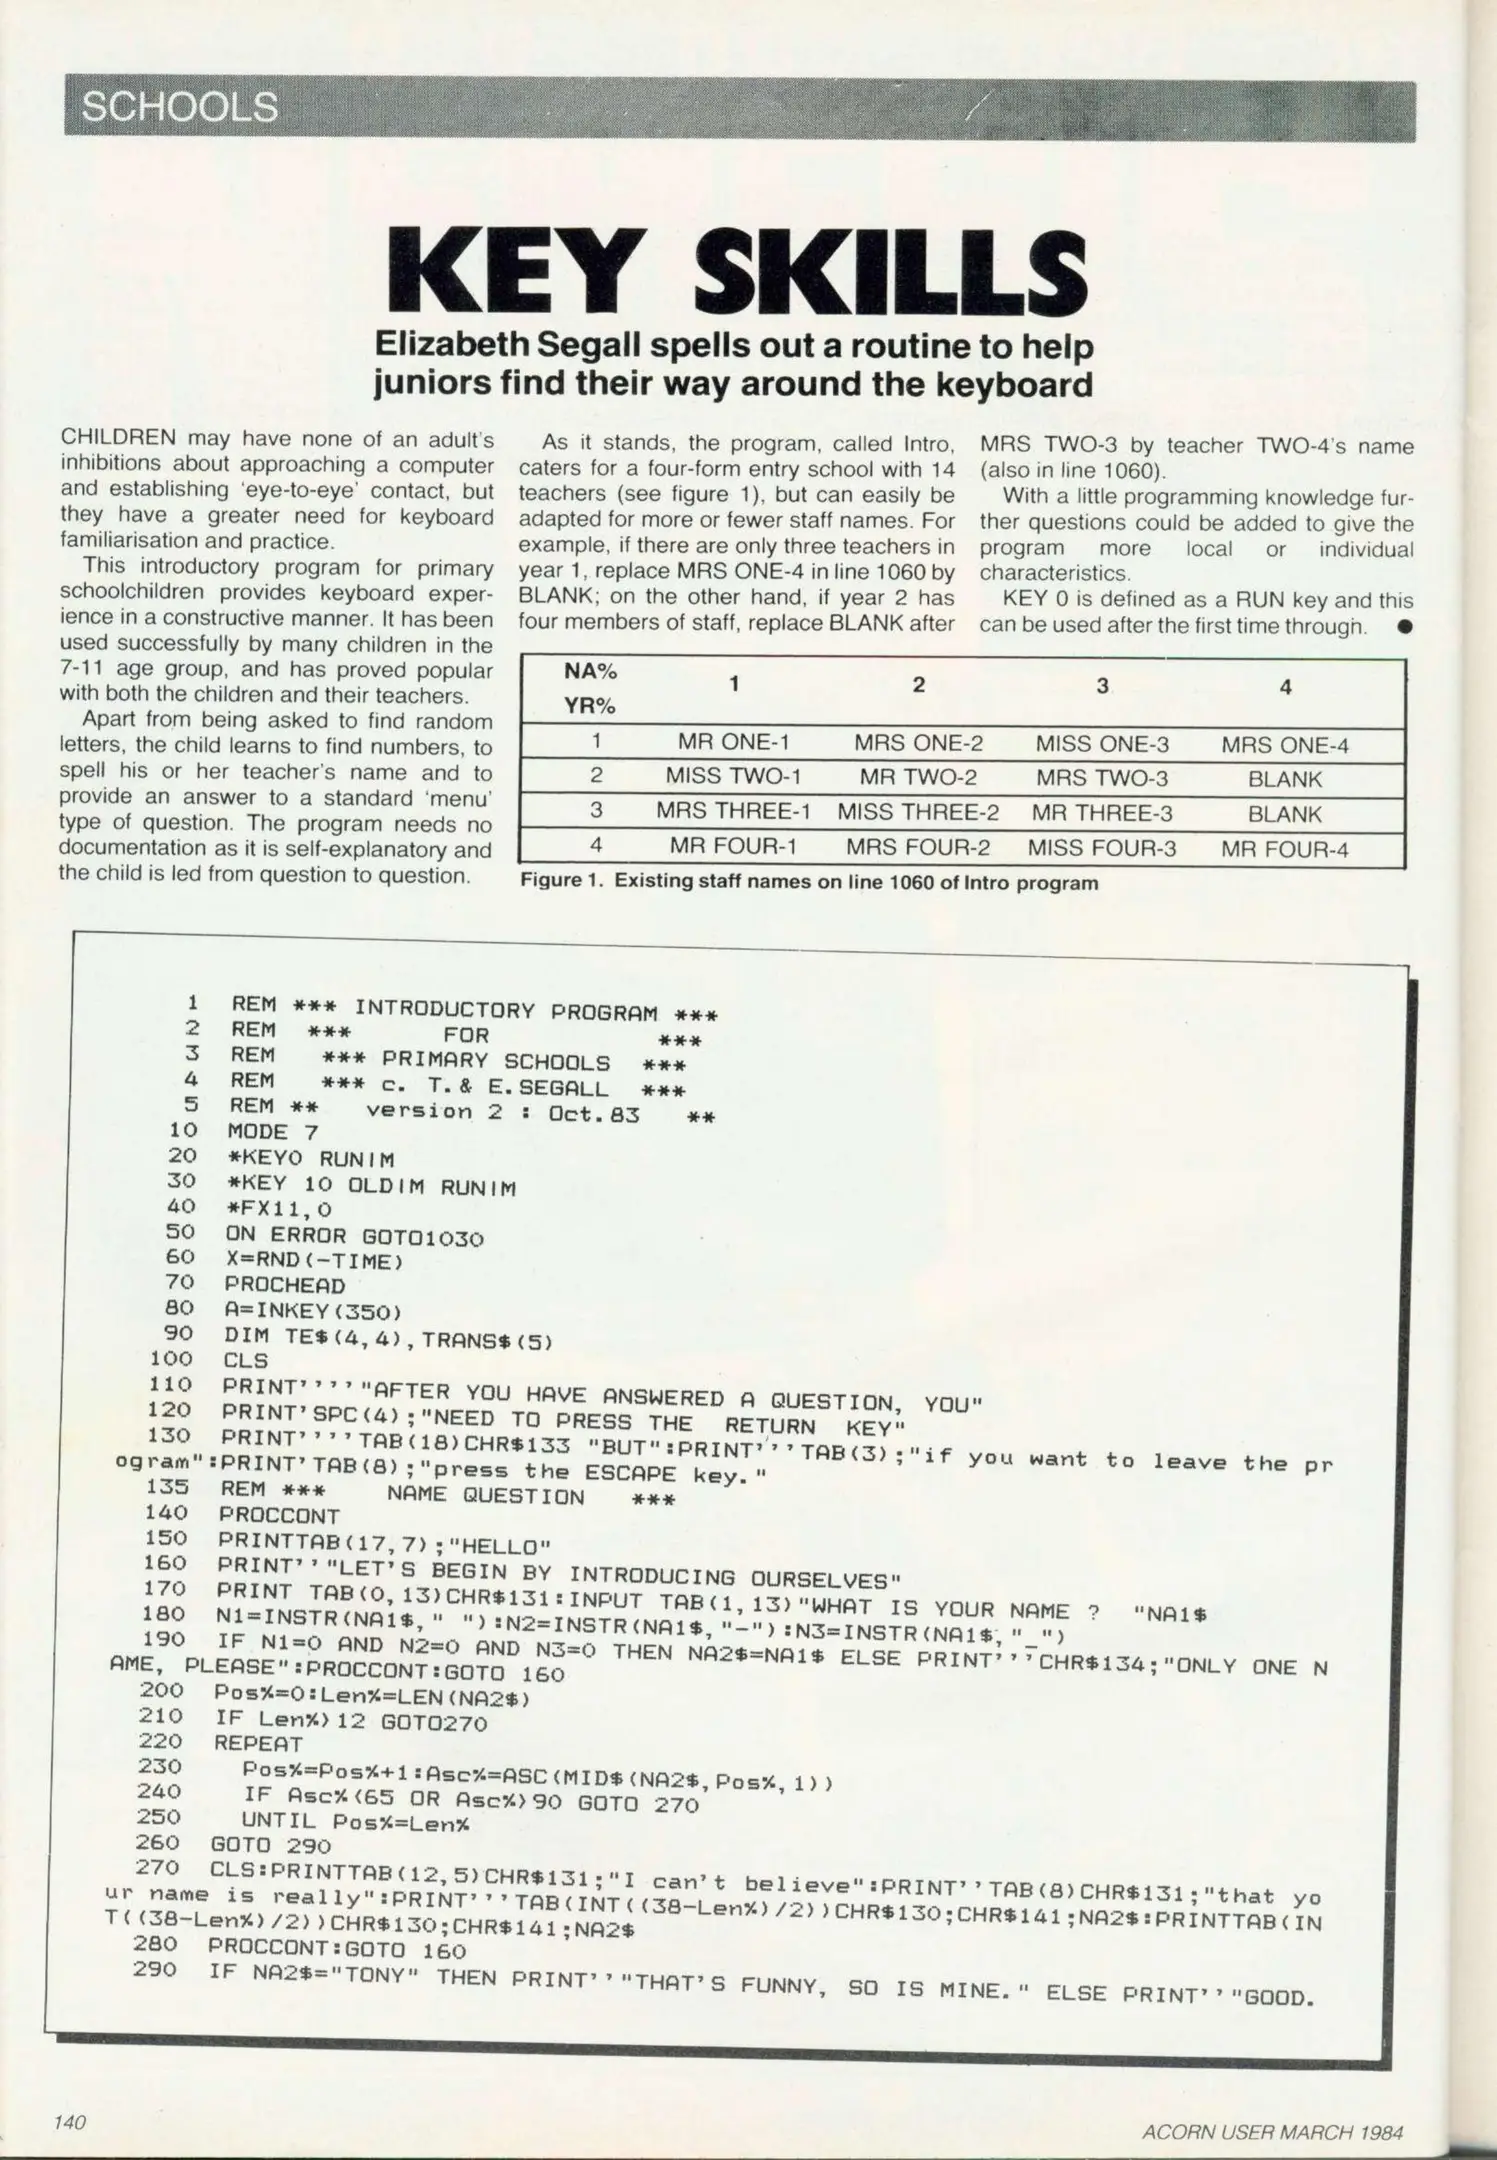 SCHOOLS
KEY SKILLS
Elizabeth Segall spells out a routine to help
juniors find their way around the keyboard
CHILDREN may have none of an adult's
inhibitions about approaching a computer
and establishing 'eye-to-eye' contact, but
they have a greater need for keyboard
familiarisation and practice.
This introductory program for primary
schoolchildren provides keyboard exper-
ience in a constructive manner. It has been
used successfully by many children in the
7-11 age group, and has proved popular
with both the children and their teachers.
Apart from being asked to find random
letters, the child learns to find numbers, to
spell his or her teacher's name and to
provide an answer to a standard 'menu'
type of question. The program needs no
documentation as it is self-explanatory and
the child is led from question to question.
As it stands, the program, called Intro,
caters for a four-form entry school with 14
teachers (see figure 1), but can easily be
adapted for more or fewer staff names. For
example, if there are only three teachers in
year 1, replace MRS ONE-4 in line 1060 by
BLANK; on the other hand, if year 2 has
four members of staff, replace BLANK after
MRS TWO-3 by teacher TWO-4's name
(also in line 1060).
With a little programming knowledge fur-
ther questions could be added to give the
program more local or individual
characteristics.
KEY 0 is defined as a RUN key and this
can be used after the first time through. ●
NA% 1 2 3 4
YR%
1 MR ONE-1 MRS ONE-2 MISS ONE-3 MRS ONE-4
2 MISS TWO-1 MR TWO-2 MRS TWO-3 BLANK
3 MRS THREE-1 MISS THREE-2 MR THREE-3 BLANK
4 MR FOUR-1 MRS FOUR-2 MISS FOUR-3 MR FOUR-4
Figure 1. Existing staff names on line 1060 of Intro program
1 REM *** INTRODUCTORY PROGRAM ***
2 REM *** FOR ***
3 REM *** PRIMARY SCHOOLS ***
4 REM *** c. T.& E.SEGALL ***
5 REM ** version 2 : Oct.83 **
10 MODE 7
20 *KEY0 RUN|M
30 *KEY 10 OLD|M RUN|M
40 *FX11,0
50 ON ERROR GOTO1030
60 X=RND(-TIME)
70 PROCHEAD
80 A=INKEY(350)
90 DIM TE$(4,4),TRANS$(5)
100 CLS
110 PRINT''''"AFTER YOU HAVE ANSWERED A QUESTION, YOU"
120 PRINT'SPC(4);"NEED TO PRESS THE  RETURN  KEY"
130 PRINT''''TAB(18)CHR$133 "BUT":PRINT'''TAB(3);"if you want to leave the pr
ogram":PRINT'TAB(8);"press the ESCAPE key."
135 REM *** NAME QUESTION ***
140 PROCCONT
150 PRINTTAB(17,7);"HELLO"
160 PRINT''"LET'S BEGIN BY INTRODUCING OURSELVES"
170 PRINT TAB(0,13)CHR$131:INPUT TAB(1,13)"WHAT IS YOUR NAME ?  "NA1$
180 N1=INSTR(NA1$," "):N2=INSTR(NA1$,"-"):N3=INSTR(NA1$,"_")
190 IF N1=0 AND N2=0 AND N3=0 THEN NA2$=NA1$ ELSE PRINT'''CHR$134;"ONLY ONE N
AME, PLEASE":PROCCONT:GOTO 160
200 Pos%=0:Len%=LEN(NA2$)
210 IF Len%>12 GOTO270
220 REPEAT
230 Pos%=Pos%+1:Asc%=ASC(MID$(NA2$,Pos%,1))
240 IF Asc%<65 OR Asc%>90 GOTO 270
250 UNTIL Pos%=Len%
260 GOTO 290
270 CLS:PRINTTAB(12,5)CHR$131;"I can't believe":PRINT''TAB(8)CHR$131;"that yo
ur name is really":PRINT'''TAB(INT((38-Len%)/2))CHR$130;CHR$141;NA2$:PRINTTAB(IN
T((38-Len%)/2))CHR$130;CHR$141;NA2$
280 PROCCONT:GOTO 160
290 IF NA2$="TONY" THEN PRINT''"THAT'S FUNNY, SO IS MINE." ELSE PRINT''"GOOD.
140
ACORN USER MARCH 1984